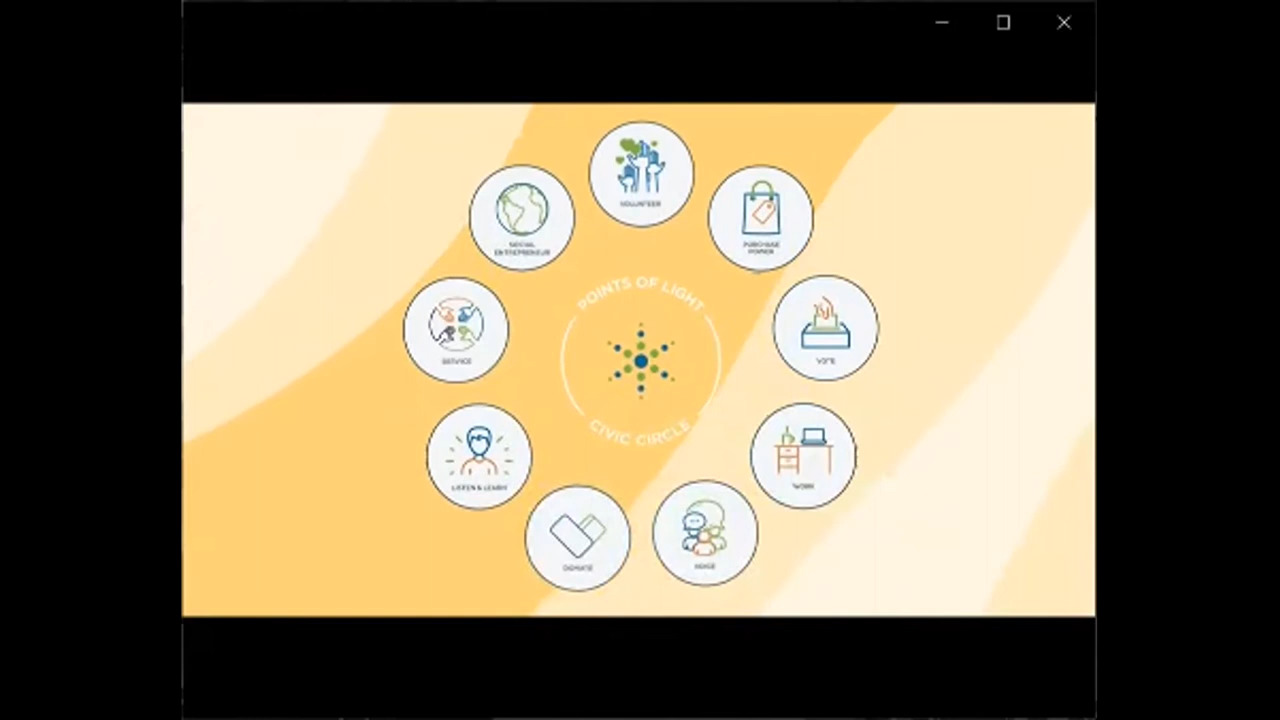 VOLUNTEER
SOCIAL
ENTREPRENEUR
PURCHASE
POWER
POINTS OF LIGHT
SERVICE
VOTE
CIVIC CIRCLE
LISTEN & LEARN
WORK
DONATE
VOICE